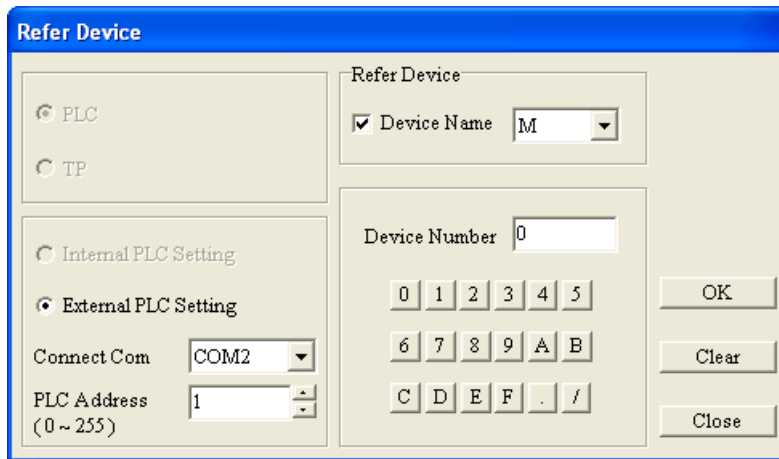 Refer Device
PLC
TP
Internal PLC Setting
External PLC Setting
Connect Com COM2
PLC Address 1
(0 ~ 255)
Refer Device
Device Name M
Device Number 0
0 1 2 3 4 5
6 7 8 9 A B
C D E F . /
OK
Clear
Close